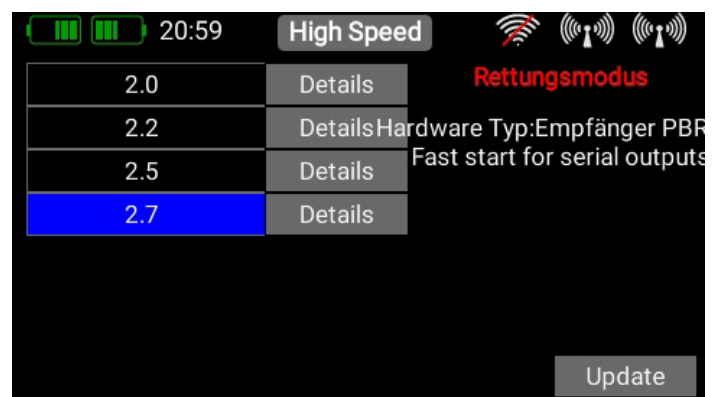 20:59 High Speed
Rettungsmodus
2.0 Details
2.2 Details Hardware Typ:Empfänger PBR
Fast start for serial outputs
2.5 Details
2.7 Details
Update